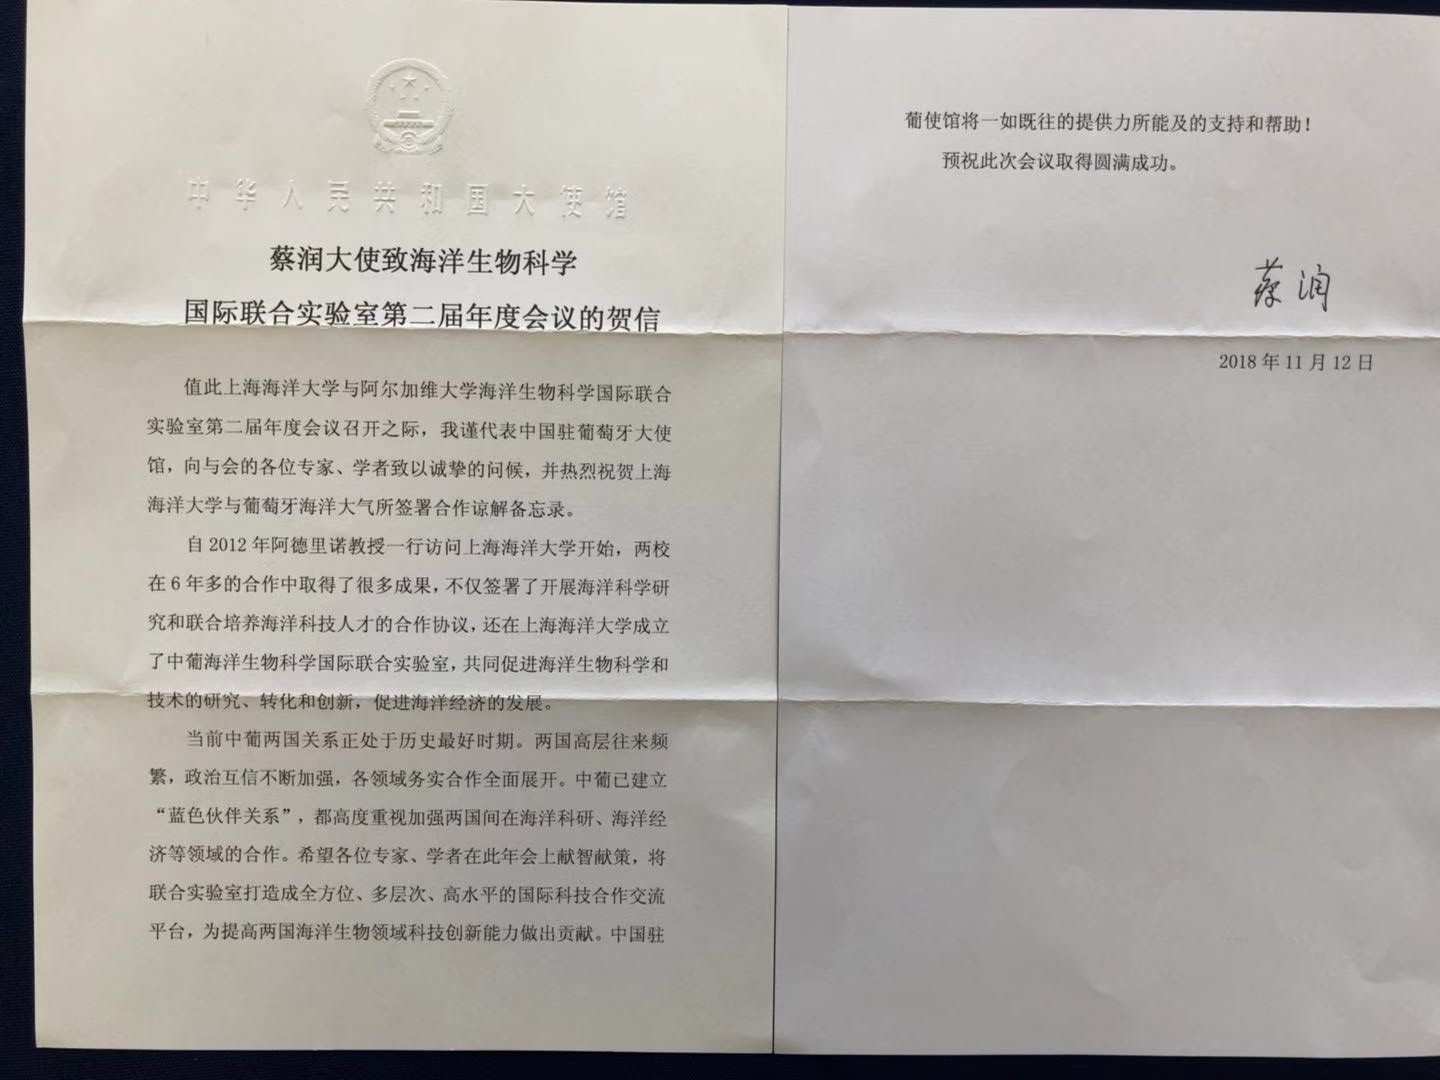 中华人民共和国大使馆
蔡润大使致海洋生物科学
国际联合实验室第二届年度会议的贺信
值此上海海洋大学与阿尔加维大学海洋生物科学国际联合
实验室第二届年度会议召开之际，我谨代表中国驻葡萄牙大使
馆，向与会的各位专家、学者致以诚挚的问候，并热烈祝贺上海
海洋大学与葡萄牙海洋大气所签署合作谅解备忘录。
自 2012 年阿德里诺教授一行访问上海海洋大学开始，两校
在 6 年多的合作中取得了很多成果，不仅签署了开展海洋科学研
究和联合培养海洋科技人才的合作协议，还在上海海洋大学成立
了中葡海洋生物科学国际联合实验室，共同促进海洋生物科学和
技术的研究、转化和创新，促进海洋经济的发展。
当前中葡两国关系正处于历史最好时期。两国高层往来频
繁，政治互信不断加强，各领域务实合作全面展开。中葡已建立
“蓝色伙伴关系”，都高度重视加强两国间在海洋科研、海洋经
济等领域的合作。希望各位专家、学者在此年会上献智献策，将
联合实验室打造成全方位、多层次、高水平的国际科技合作交流
平台，为提高两国海洋生物领域科技创新能力做出贡献。中国驻
葡使馆将一如既往的提供力所能及的支持和帮助！
预祝此次会议取得圆满成功。
蔡润
2018 年 11 月 12 日